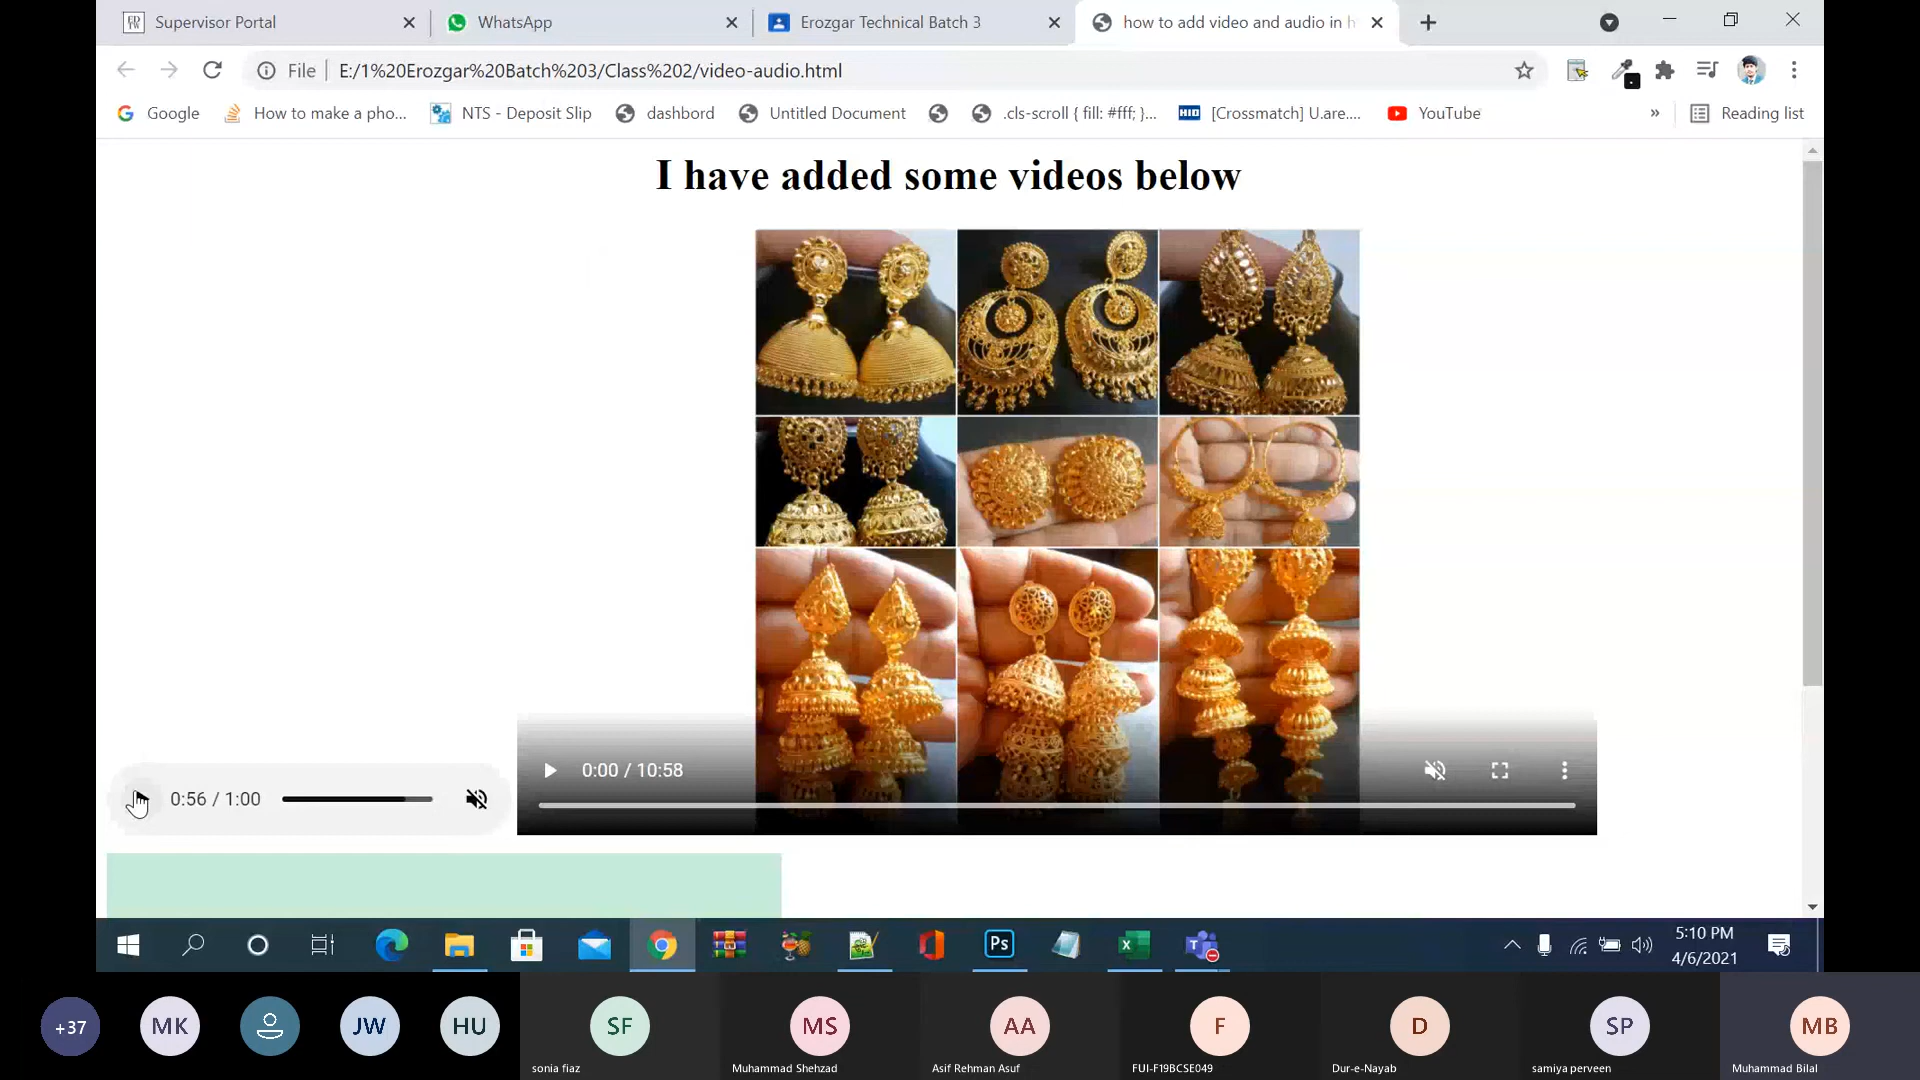 Supervisor Portal
WhatsApp
Erozgar Technical Batch 3
how to add video and audio in h
File
E:/1%20Erozgar%20Batch%203/Class%202/video-audio.html
Google
How to make a pho...
NTS - Deposit Slip
dashbord
Untitled Document
.cls-scroll { fill: #fff; }...
HID
[Crossmatch] U.are....
YouTube
»
Reading list
I have added some videos below
0:00 / 10:58
0:56 / 1:00
Ps
5:10 PM
4/6/2021
+37
MK
JW
HU
SF
MS
AA
F
D
SP
MB
sonia fiaz
Muhammad Shehzad
Asif Rehman Asuf
FUI-F19BCSE049
Dur-e-Nayab
samiya perveen
Muhammad Bilal